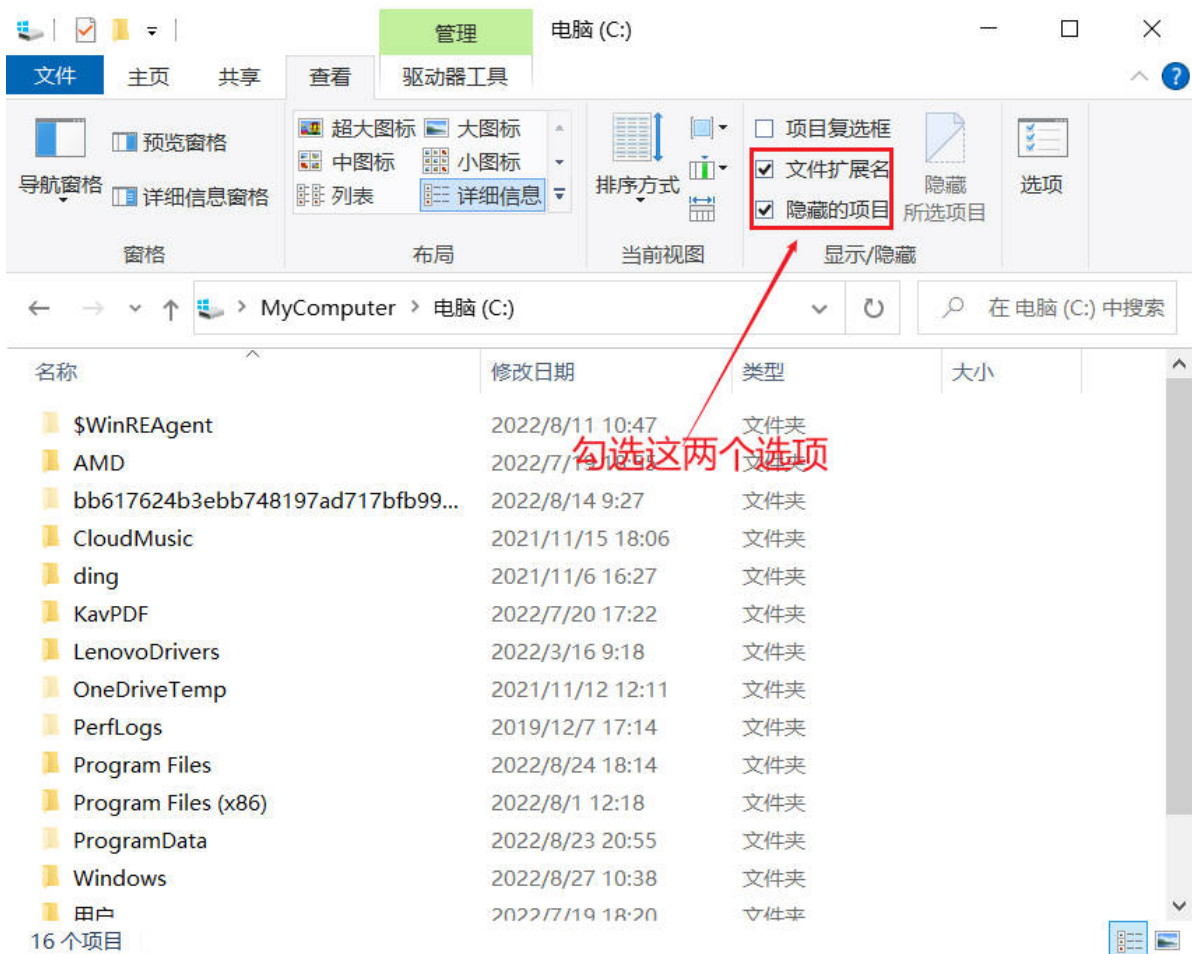 管理
电脑 (C:)
文件 主页 共享 查看 驱动器工具
导航窗格
预览窗格
详细信息窗格
窗格
超大图标 大图标
中图标 小图标
列表 详细信息
布局
排序方式
当前视图
项目复选框
文件扩展名
隐藏的项目
隐藏
所选项目
显示/隐藏
选项
MyComputer 电脑 (C:)
在 电脑 (C:) 中搜索
名称 修改日期 类型 大小
$WinREAgent 2022/8/11 10:47 文件夹
勾选这两个选项
AMD 文件夹
bb617624b3ebb748197ad717bfb99... 2022/8/14 9:27 文件夹
CloudMusic 2021/11/15 18:06 文件夹
ding 2021/11/6 16:27 文件夹
KavPDF 2022/7/20 17:22 文件夹
LenovoDrivers 2022/3/16 9:18 文件夹
OneDriveTemp 2021/11/12 12:11 文件夹
PerfLogs 2019/12/7 17:14 文件夹
Program Files 2022/8/24 18:14 文件夹
Program Files (x86) 2022/8/1 12:18 文件夹
ProgramData 2022/8/23 20:55 文件夹
Windows 2022/8/27 10:38 文件夹
用户 2022/7/19 18:20 文件夹
16 个项目